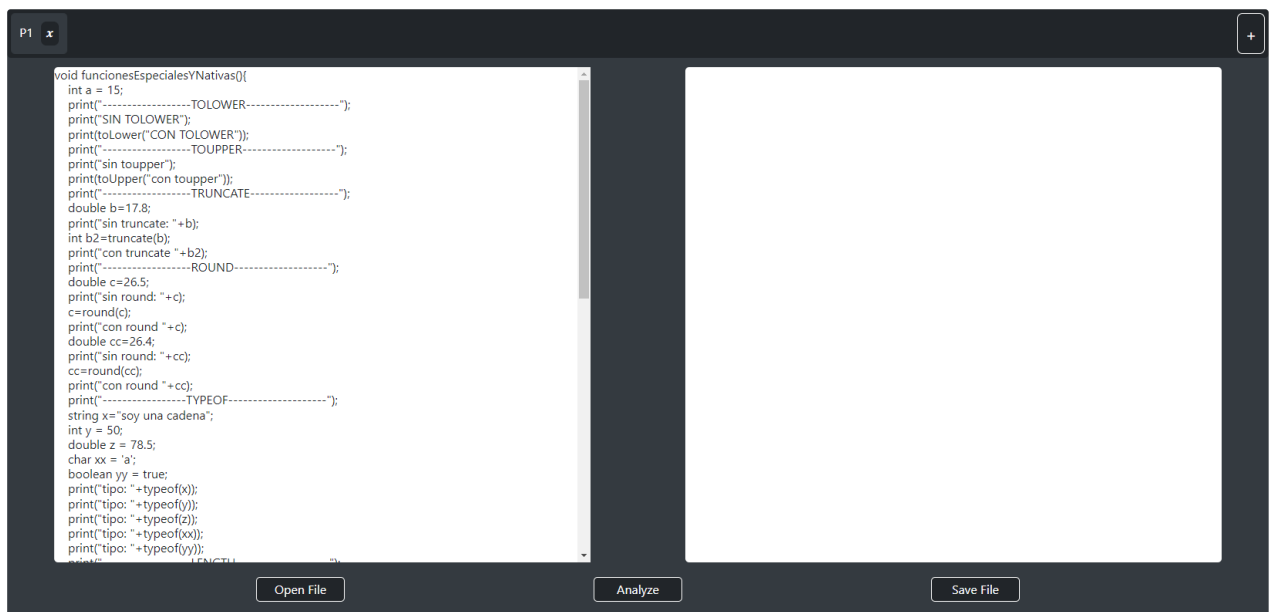 P1 x
+
void funcionesEspecialesYNativas(){
int a = 15;
print("------------------TOLOWER-------------------");
print("SIN TOLOWER");
print(toLower("CON TOLOWER"));
print("------------------TOUPPER-------------------");
print("sin toupper");
print(toUpper("con toupper"));
print("------------------TRUNCATE------------------");
double b=17.8;
print("sin truncate: "+b);
int b2=truncate(b);
print("con truncate "+b2);
print("------------------ROUND-------------------");
double c=26.5;
print("sin round: "+c);
c=round(c);
print("con round "+c);
double cc=26.4;
print("sin round: "+cc);
cc=round(cc);
print("con round "+cc);
print("-----------------TYPEOF--------------------");
string x="soy una cadena";
int y = 50;
double z = 78.5;
char xx = 'a';
boolean yy = true;
print("tipo: "+typeof(x));
print("tipo: "+typeof(y));
print("tipo: "+typeof(z));
print("tipo: "+typeof(xx));
print("tipo: "+typeof(yy));
print("------------------LENGTH-------------------");
Open File
Analyze
Save File